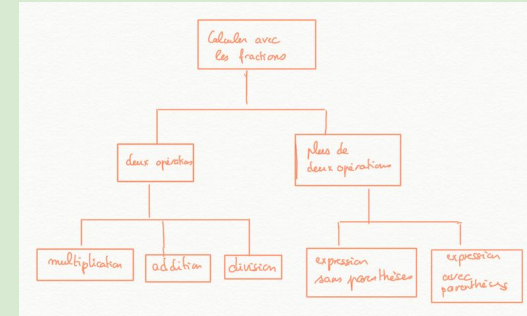 Calculer avec
les fractions
deux opérations
plus de
deux opérations
multiplication
addition
division
expression
sans parenthèses
expression
avec
parenthèses